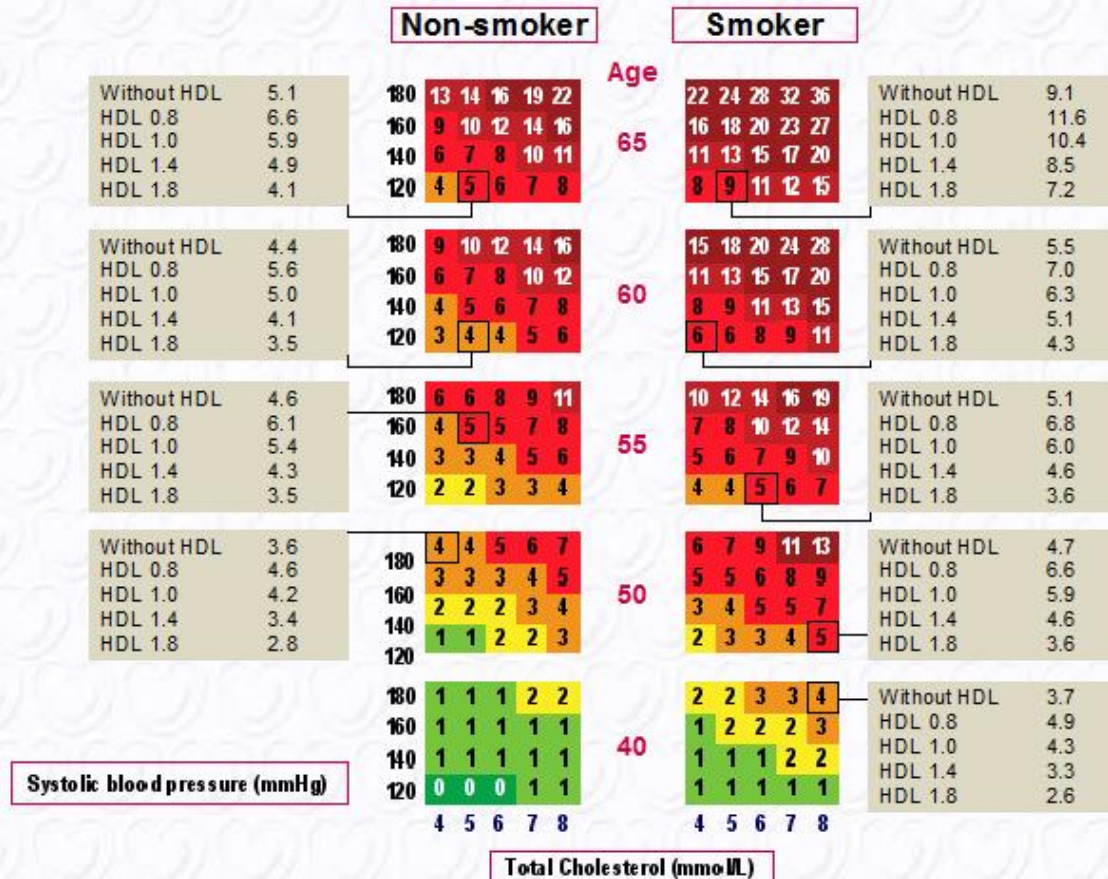 Non-smoker Smoker
Age
Without HDL 5.1
HDL 0.8 6.6
HDL 1.0 5.9
HDL 1.4 4.9
HDL 1.8 4.1
180 13 14 16 19 22
160 9 10 12 14 16
140 6 7 8 10 11
120 4 5 6 7 8
65
22 24 28 32 36
16 18 20 23 27
11 13 15 17 20
8 9 11 12 15
Without HDL 9.1
HDL 0.8 11.6
HDL 1.0 10.4
HDL 1.4 8.5
HDL 1.8 7.2
Without HDL 4.4
HDL 0.8 5.6
HDL 1.0 5.0
HDL 1.4 4.1
HDL 1.8 3.5
180 9 10 12 14 16
160 6 7 8 10 12
140 4 5 6 7 8
120 3 4 4 5 6
60
15 18 20 24 28
11 13 15 17 20
8 9 11 13 15
6 6 8 9 11
Without HDL 5.5
HDL 0.8 7.0
HDL 1.0 6.3
HDL 1.4 5.1
HDL 1.8 4.3
Without HDL 4.6
HDL 0.8 6.1
HDL 1.0 5.4
HDL 1.4 4.3
HDL 1.8 3.5
180 6 6 8 9 11
160 4 5 5 7 8
140 3 3 4 5 6
120 2 2 3 3 4
55
10 12 14 16 19
7 8 10 12 14
5 6 7 9 10
4 4 5 6 7
Without HDL 5.1
HDL 0.8 6.8
HDL 1.0 6.0
HDL 1.4 4.6
HDL 1.8 3.6
Without HDL 3.6
HDL 0.8 4.6
HDL 1.0 4.2
HDL 1.4 3.4
HDL 1.8 2.8
180 4 4 5 6 7
160 3 3 3 4 5
140 2 2 2 3 4
120 1 1 2 2 3
50
6 7 9 11 13
5 5 6 8 9
3 4 5 5 7
2 3 3 4 5
Without HDL 4.7
HDL 0.8 6.6
HDL 1.0 5.9
HDL 1.4 4.6
HDL 1.8 3.6
180 1 1 1 2 2
160 1 1 1 1 1
140 1 1 1 1 1
120 0 0 0 1 1
40
2 2 3 3 4
1 2 2 2 3
1 1 1 2 2
1 1 1 1 1
Without HDL 3.7
HDL 0.8 4.9
HDL 1.0 4.3
HDL 1.4 3.3
HDL 1.8 2.6
Systolic blood pressure (mmHg)
4 5 6 7 8 4 5 6 7 8
Total Cholesterol (mmol/L)